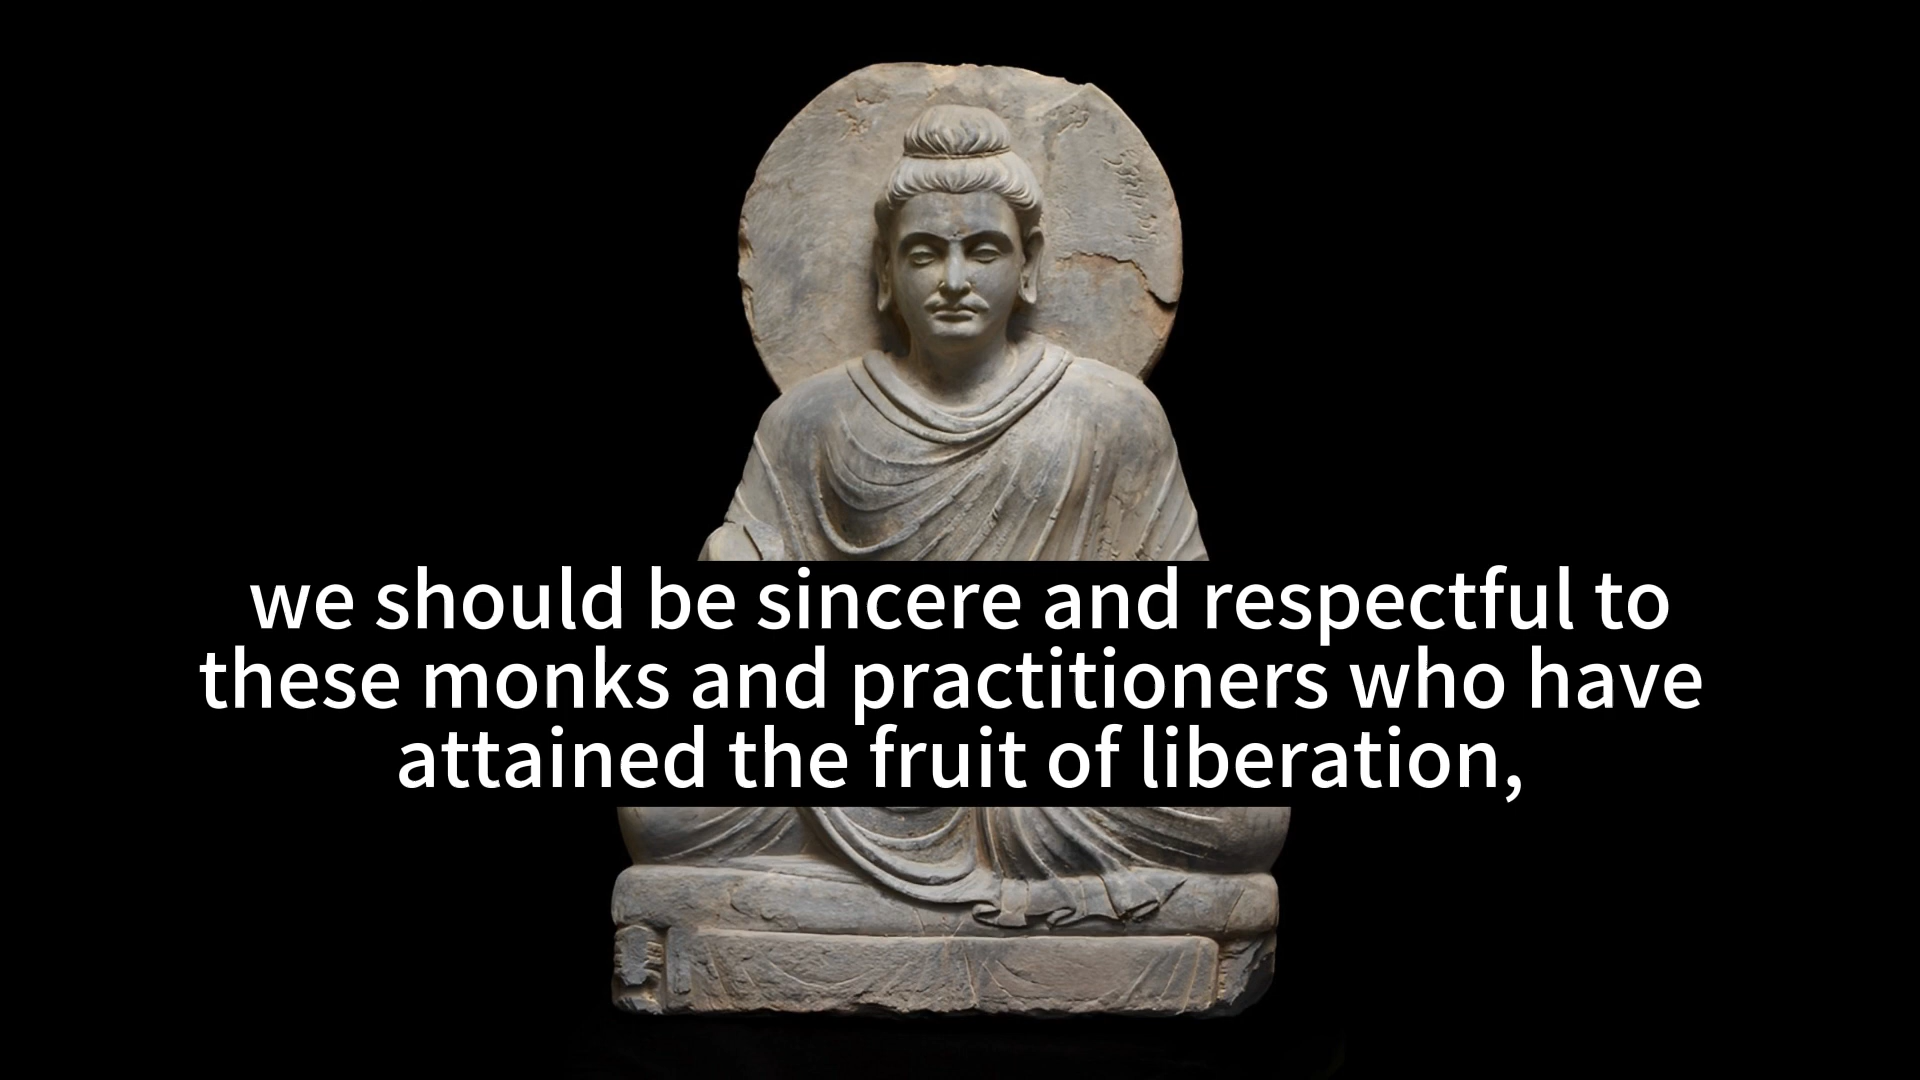 we should be sincere and respectful to
these monks and practitioners who have
attained the fruit of liberation,